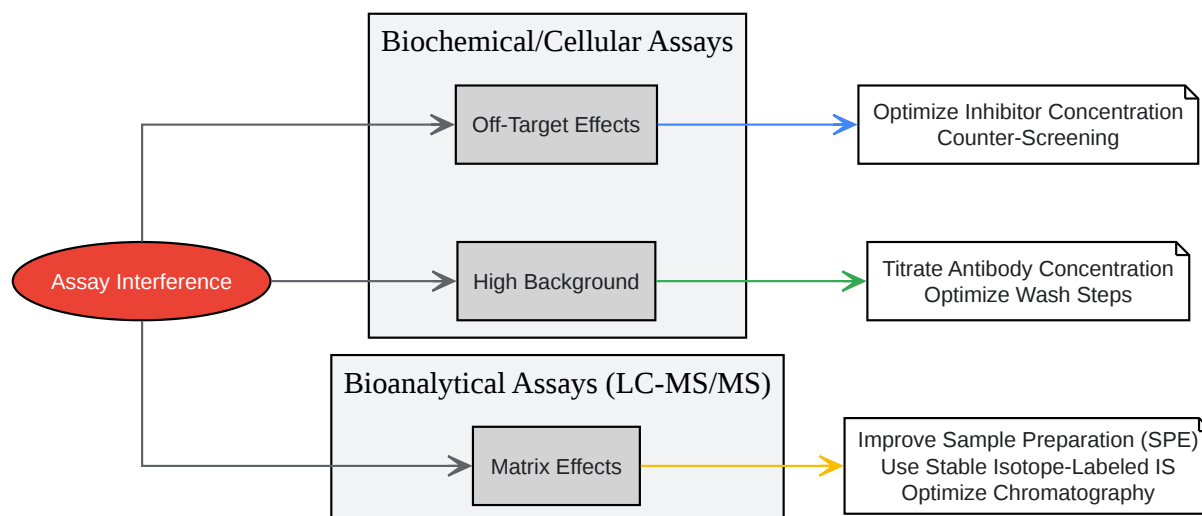 Biochemical/Cellular Assays
Off-Target Effects
Optimize Inhibitor Concentration
Counter-Screening
Assay Interference
High Background
Titrate Antibody Concentration
Optimize Wash Steps
Bioanalytical Assays (LC-MS/MS)
Matrix Effects
Improve Sample Preparation (SPE)
Use Stable Isotope-Labeled IS
Optimize Chromatography